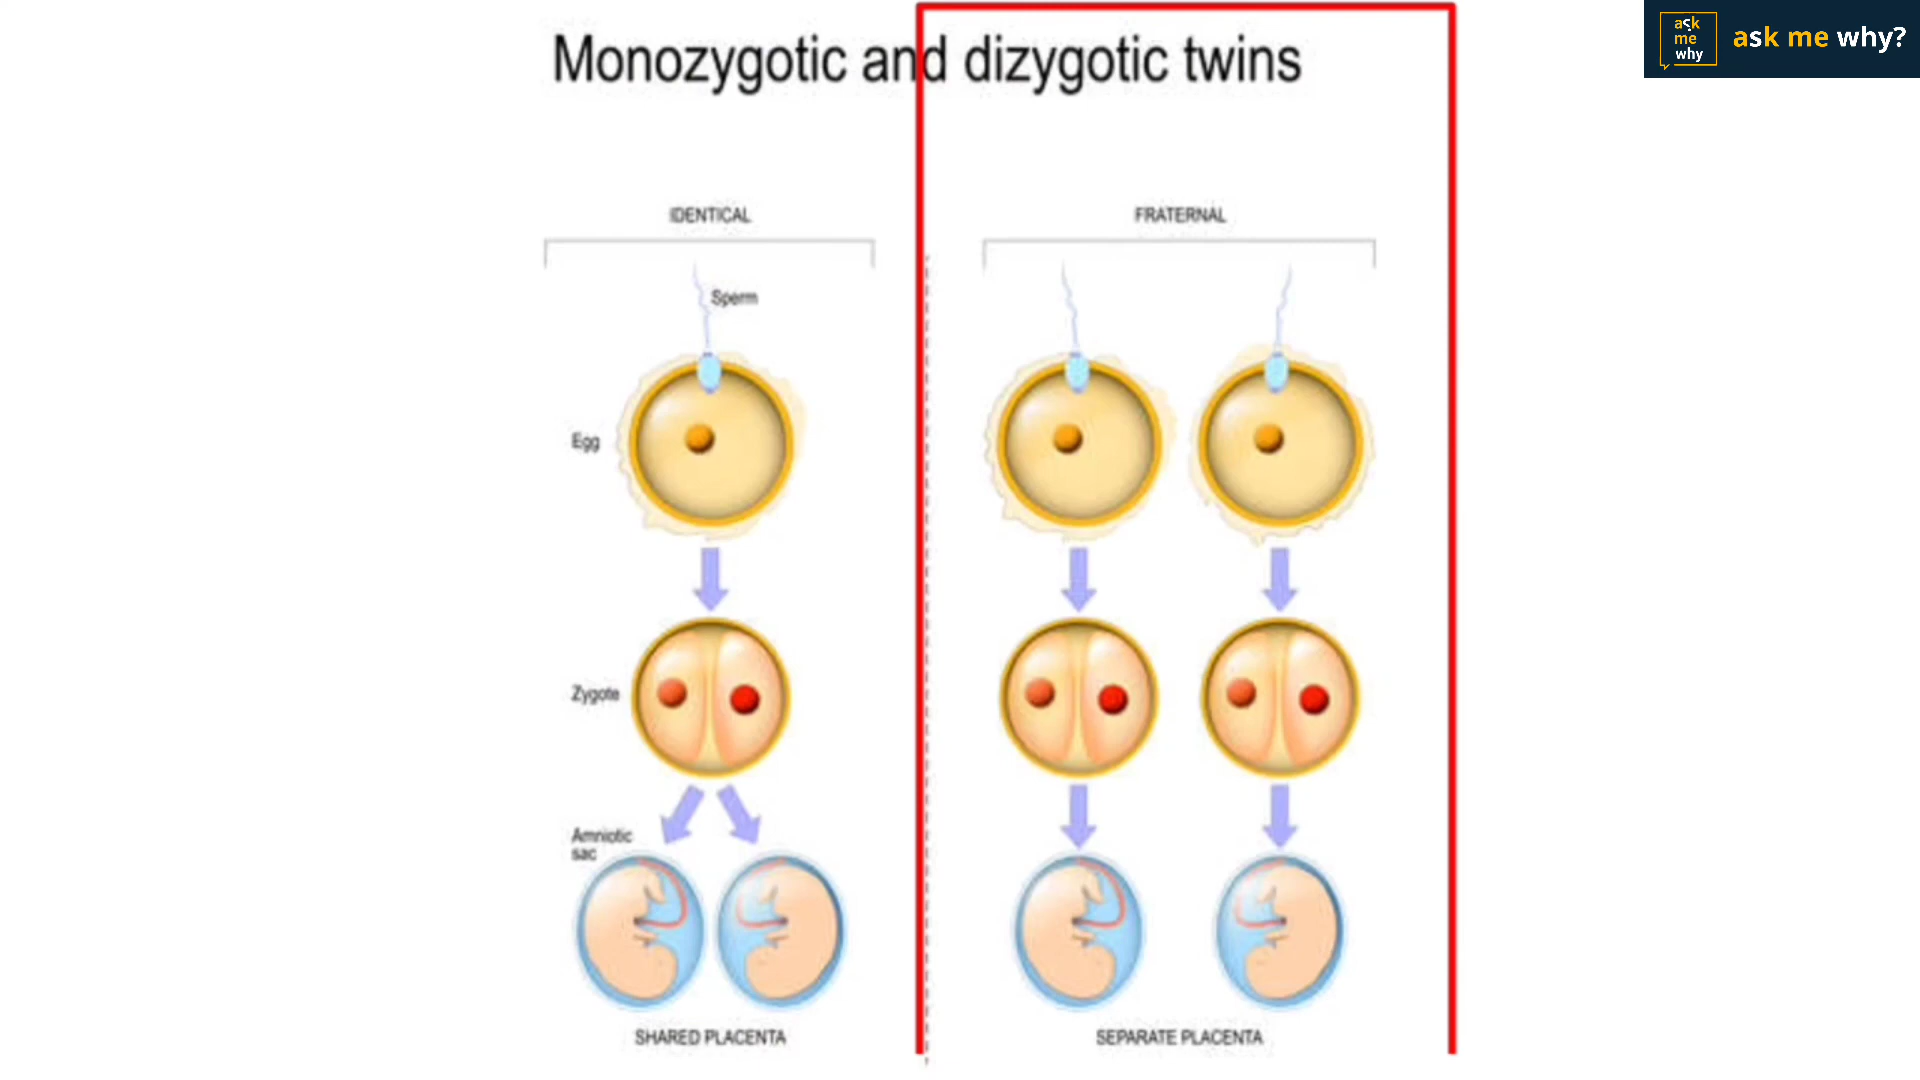 Monozygotic and dizygotic twins
ask
me
why
ask me why?
IDENTICAL
FRATERNAL
Sperm
Egg
Zygote
Amniotic
sac
SHARED PLACENTA
SEPARATE PLACENTA